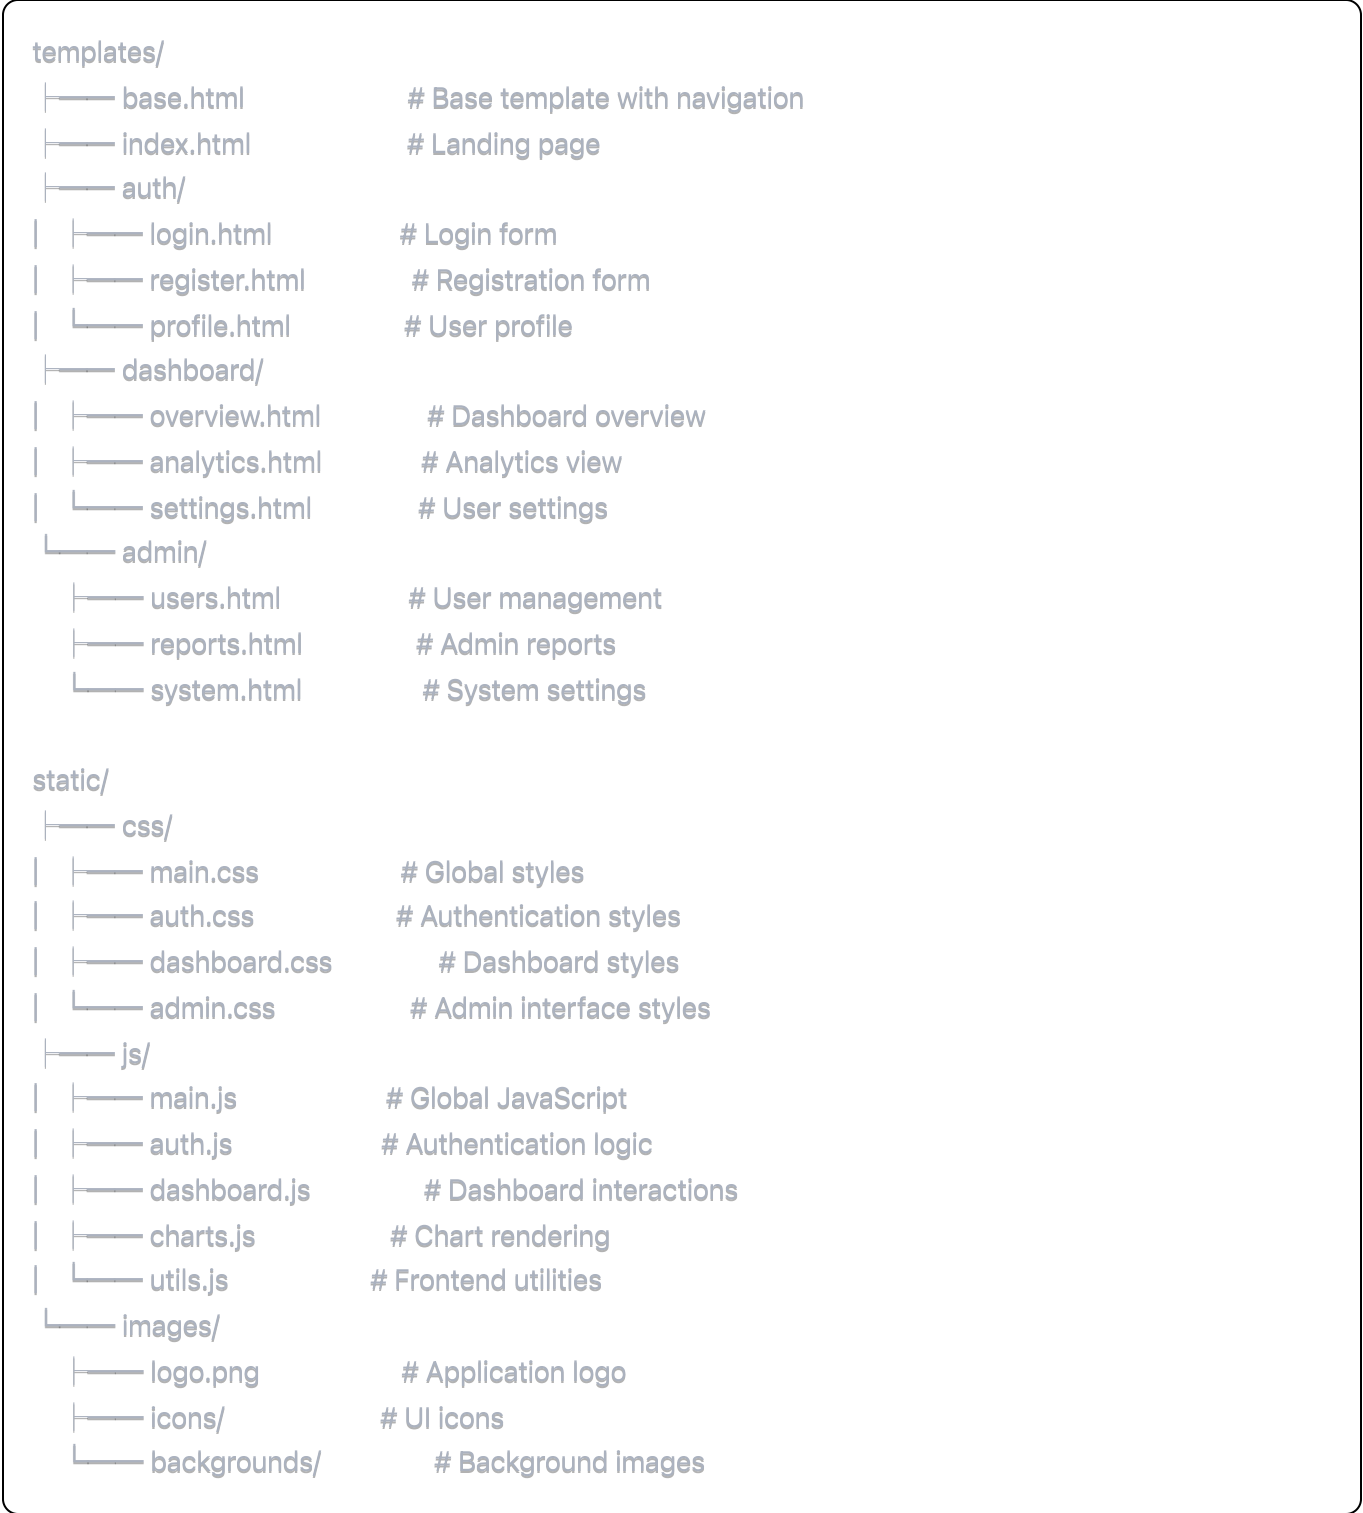 templates/
├── base.html # Base template with navigation
├── index.html # Landing page
├── auth/
│ ├── login.html # Login form
│ ├── register.html # Registration form
│ └── profile.html # User profile
├── dashboard/
│ ├── overview.html # Dashboard overview
│ ├── analytics.html # Analytics view
│ └── settings.html # User settings
└── admin/
├── users.html # User management
├── reports.html # Admin reports
└── system.html # System settings
static/
├── css/
│ ├── main.css # Global styles
│ ├── auth.css # Authentication styles
│ ├── dashboard.css # Dashboard styles
│ └── admin.css # Admin interface styles
├── js/
│ ├── main.js # Global JavaScript
│ ├── auth.js # Authentication logic
│ ├── dashboard.js # Dashboard interactions
│ ├── charts.js # Chart rendering
│ └── utils.js # Frontend utilities
└── images/
├── logo.png # Application logo
├── icons/ # UI icons
└── backgrounds/ # Background images